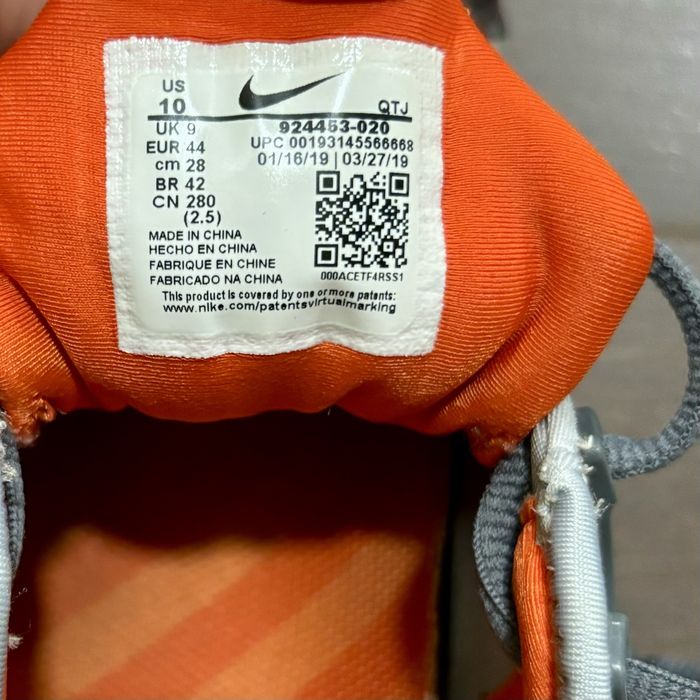 US
10
QTJ
UK 9
924453-020
EUR 44
UPC 00193145566668
cm 28
01/16/19 | 03/27/19
BR 42
CN 280
(2.5)
MADE IN CHINA
HECHO EN CHINA
FABRIQUE EN CHINE
FABRICADO NA CHINA
000ACETF4RSS1
This product is covered by one or more patents:
www.nike.com/patentsvirtualmarking